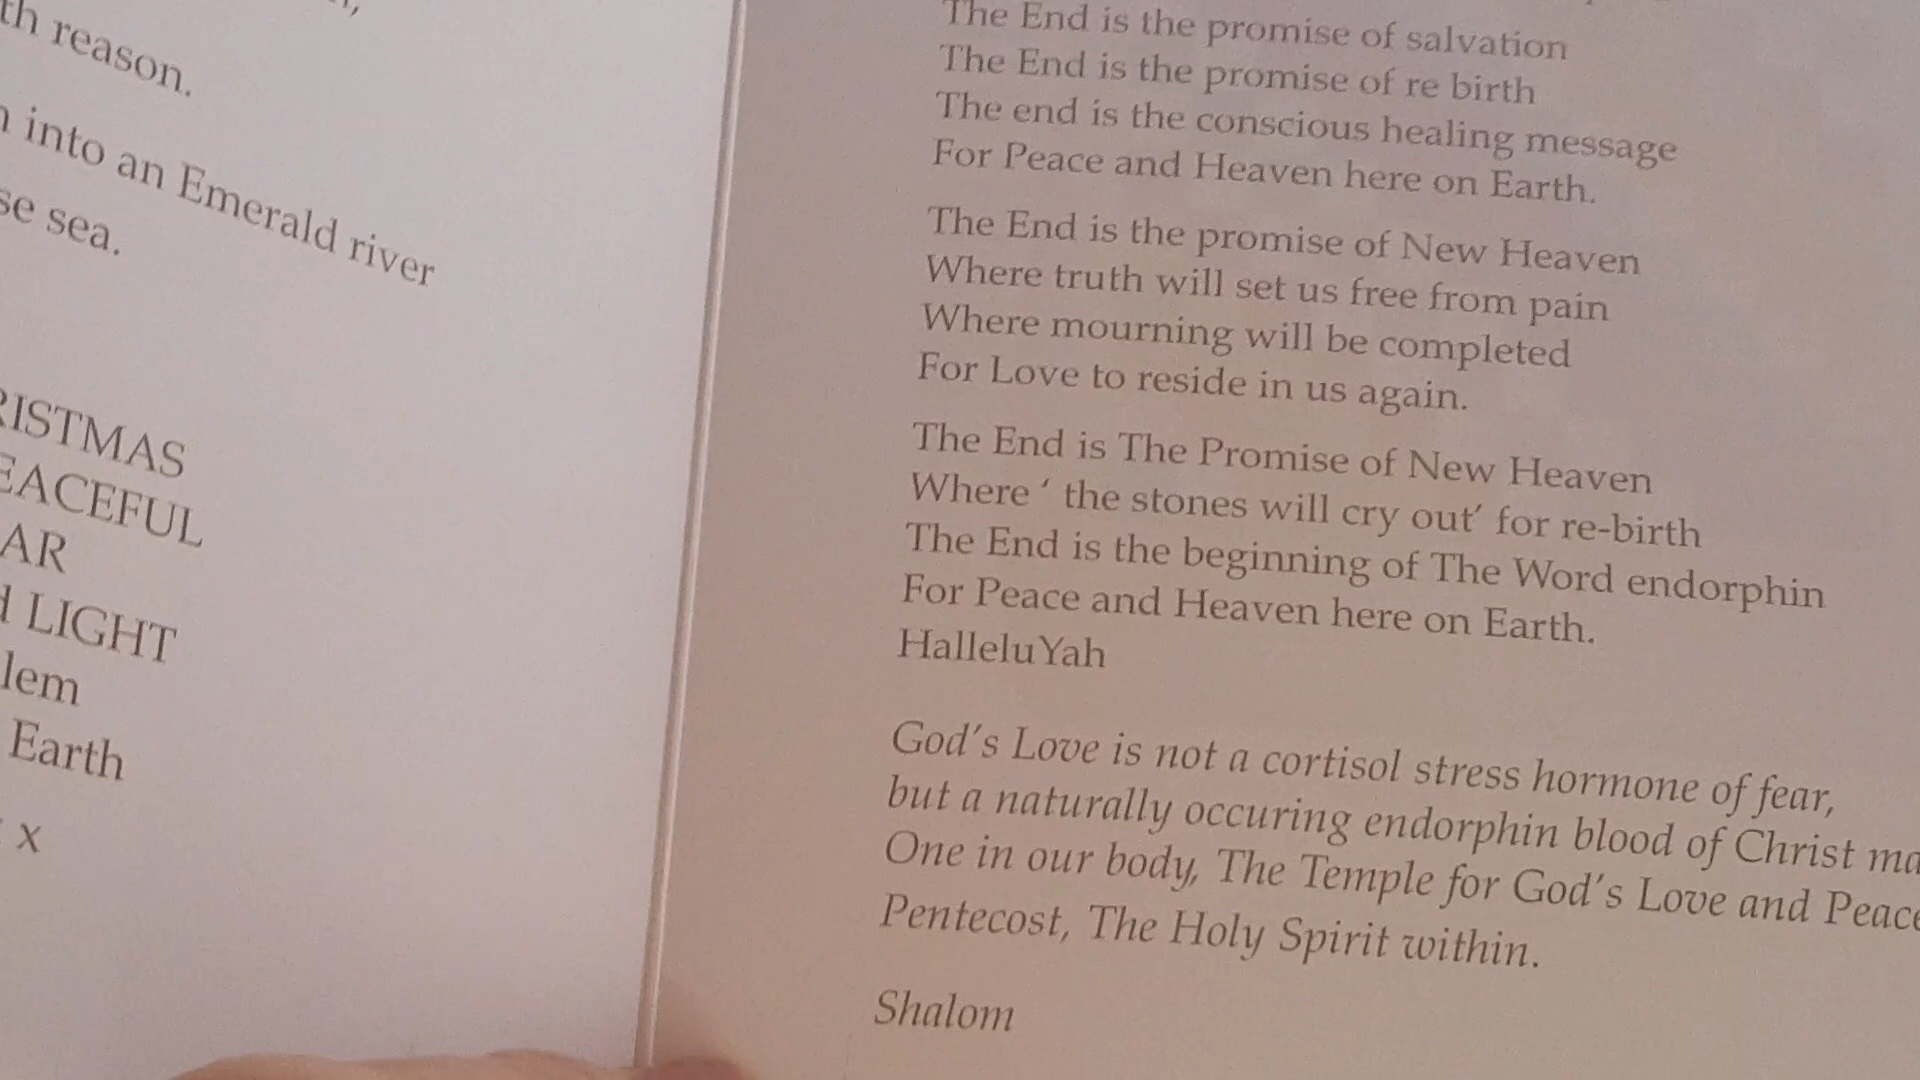 reason.
into an Emerald river
sea.
LIGHT
Earth
x
The End is the promise of salvation
The End is the promise of re birth
The end is the conscious healing message
For Peace and Heaven here on Earth.
The End is the promise of New Heaven
Where truth will set us free from pain
Where mourning will be completed
For Love to reside in us again.
The End is The Promise of New Heaven
Where ‘ the stones will cry out’ for re-birth
The End is the beginning of The Word endorphin
For Peace and Heaven here on Earth.
HalleluYah
God’s Love is not a cortisol stress hormone of fear,
but a naturally occuring endorphin blood of Christ
One in our body, The Temple for God’s Love and Peace
Pentecost, The Holy Spirit within.
Shalom